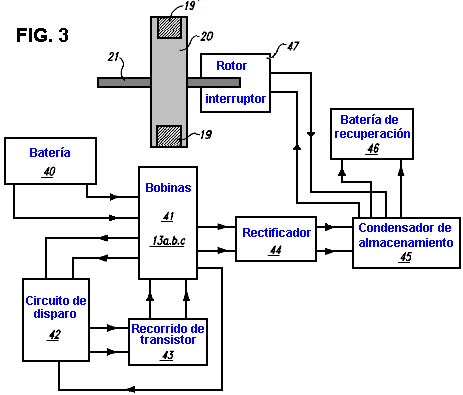 FIG. 3
19
20
21
47
Rotor
interruptor
19
Batería
40
Bobinas
41
13a.b.c
Batería de
recuperación
46
Rectificador
44
Condensador de
almacenamiento
45
Circuito de
disparo
42
Recorrido de
transistor
43